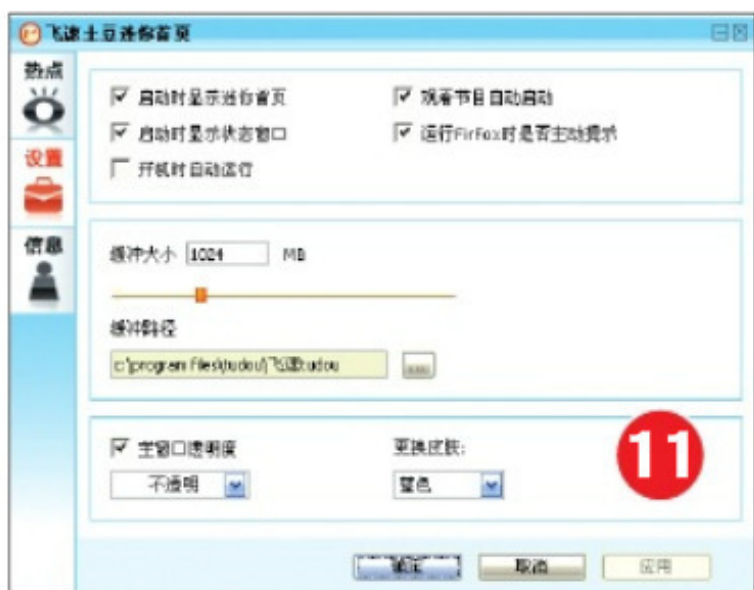 飞速土豆迷你首页
热点
设置
信息
启动时显示迷你首页
观看节目自动启动
启动时显示状态窗口
运行FirFox时是否主动提示
开机时自动运行
缓冲大小 1024 MB
缓冲路径
c:\program files\tudou\飞速tudou
...
主窗口透明度
更换皮肤:
不透明
蓝色
11
确定
取消
应用